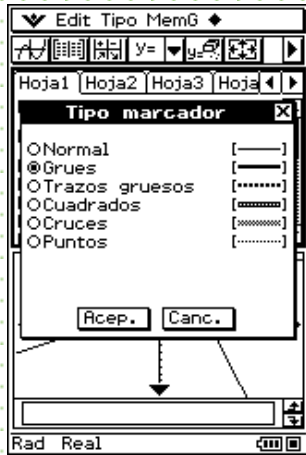 Edit Tipo MemG
y=
Hoja1 Hoja2 Hoja3 Hoja
Tipo marcador
Normal
Grues
Trazos gruesos
Cuadrados
Cruces
Puntos
Acep. Canc.
Rad Real